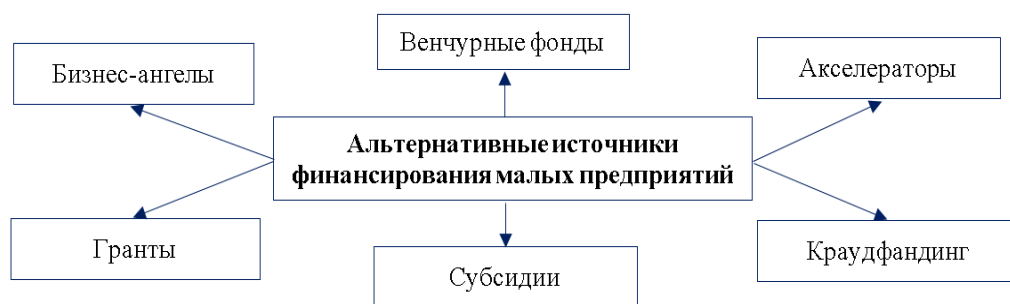 Венчурные фонды
Бизнес-ангелы
Акселераторы
Альтернативные источники
финансирования малых предприятий
Гранты
Субсидии
Краудфандинг